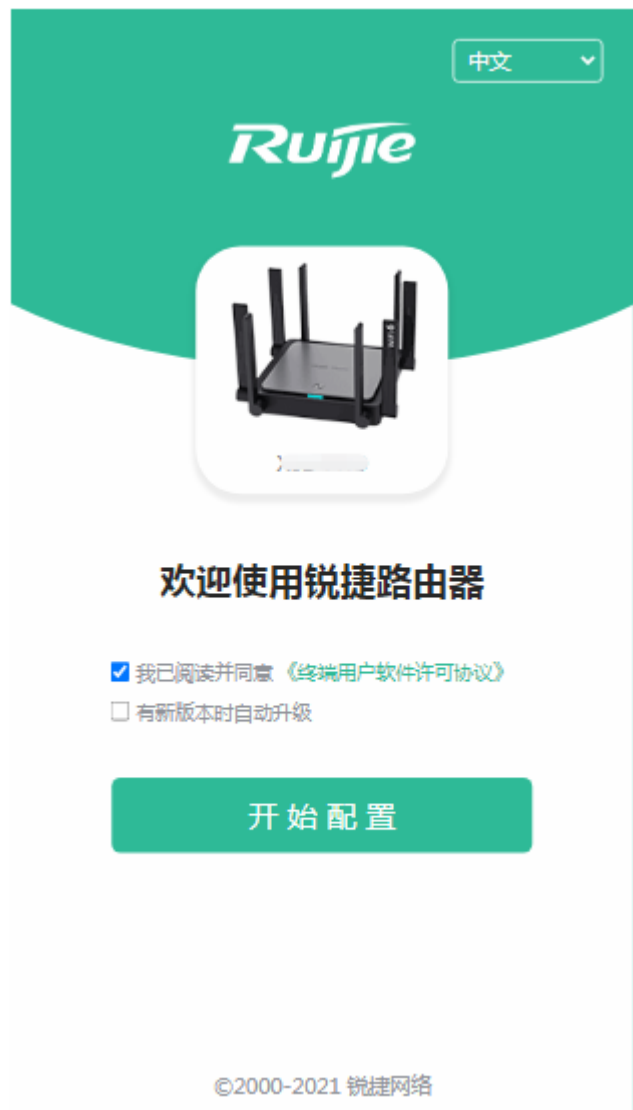 中文
Ruijie
欢迎使用锐捷路由器
我已阅读并同意《终端用户软件许可协议》
有新版本时自动升级
开始配置
©2000-2021 锐捷网络